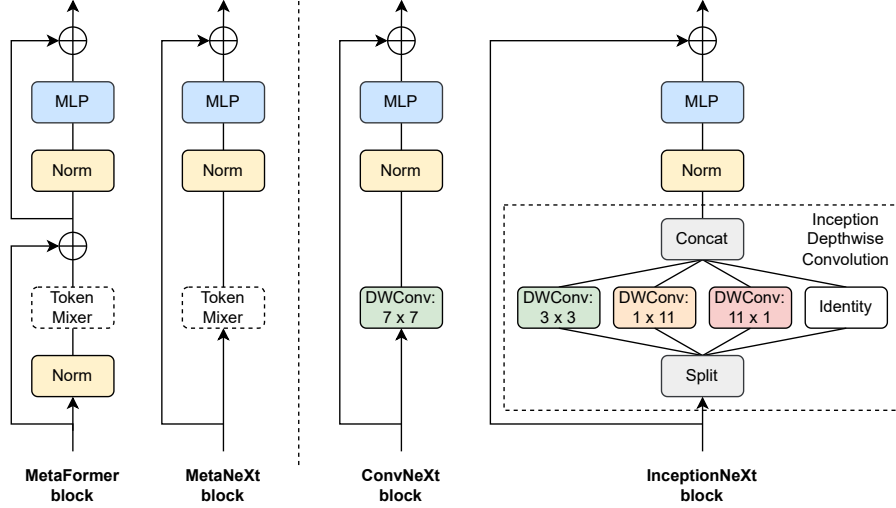 MLP
Norm
Token
Mixer
Norm
MetaFormer
block
MLP
Norm
Token
Mixer
MetaNeXt
block
MLP
Norm
DWConv:
7 x 7
ConvNeXt
block
MLP
Norm
Inception
Depthwise
Convolution
Concat
DWConv:
3 x 3
DWConv:
1 x 11
DWConv:
11 x 1
Identity
Split
InceptionNeXt
block